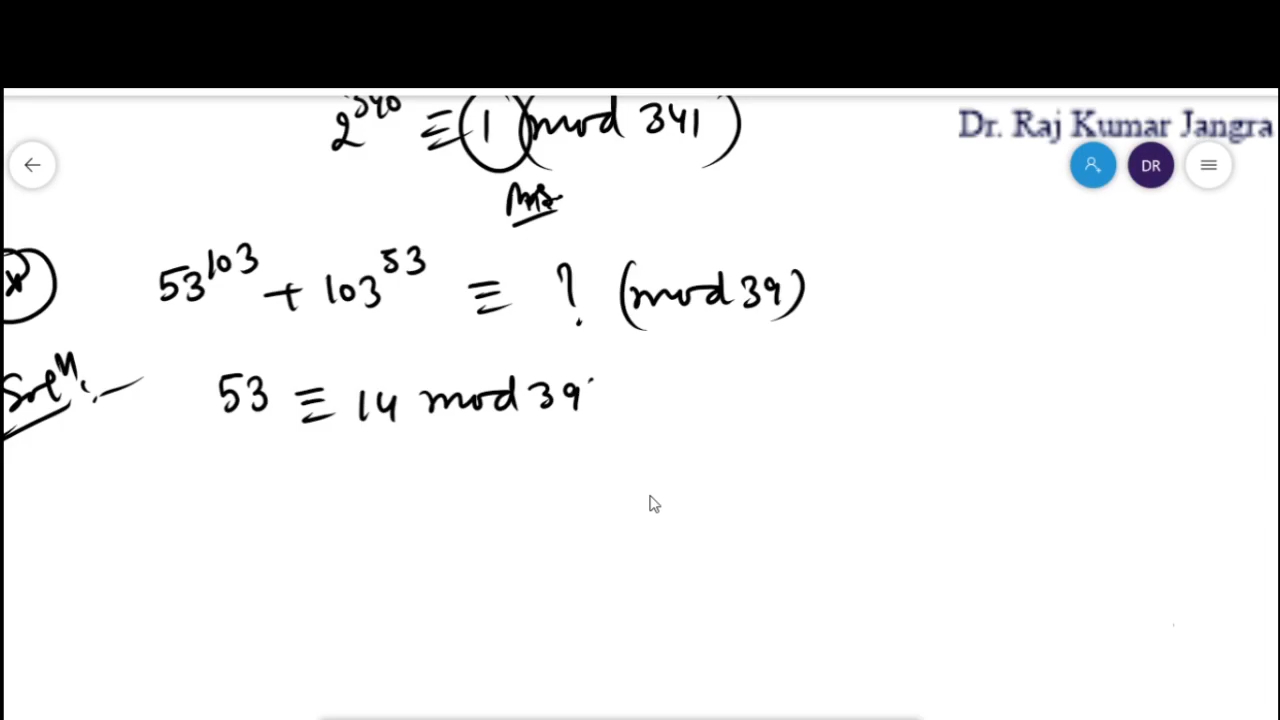 2^340 ≡ 1 (mod 341)
Dr. Raj Kumar Jangra
DR
Ans
53^103 + 103^53 ≡ ? (mod 39)
Sol^n:— 53 ≡ 14 mod 39